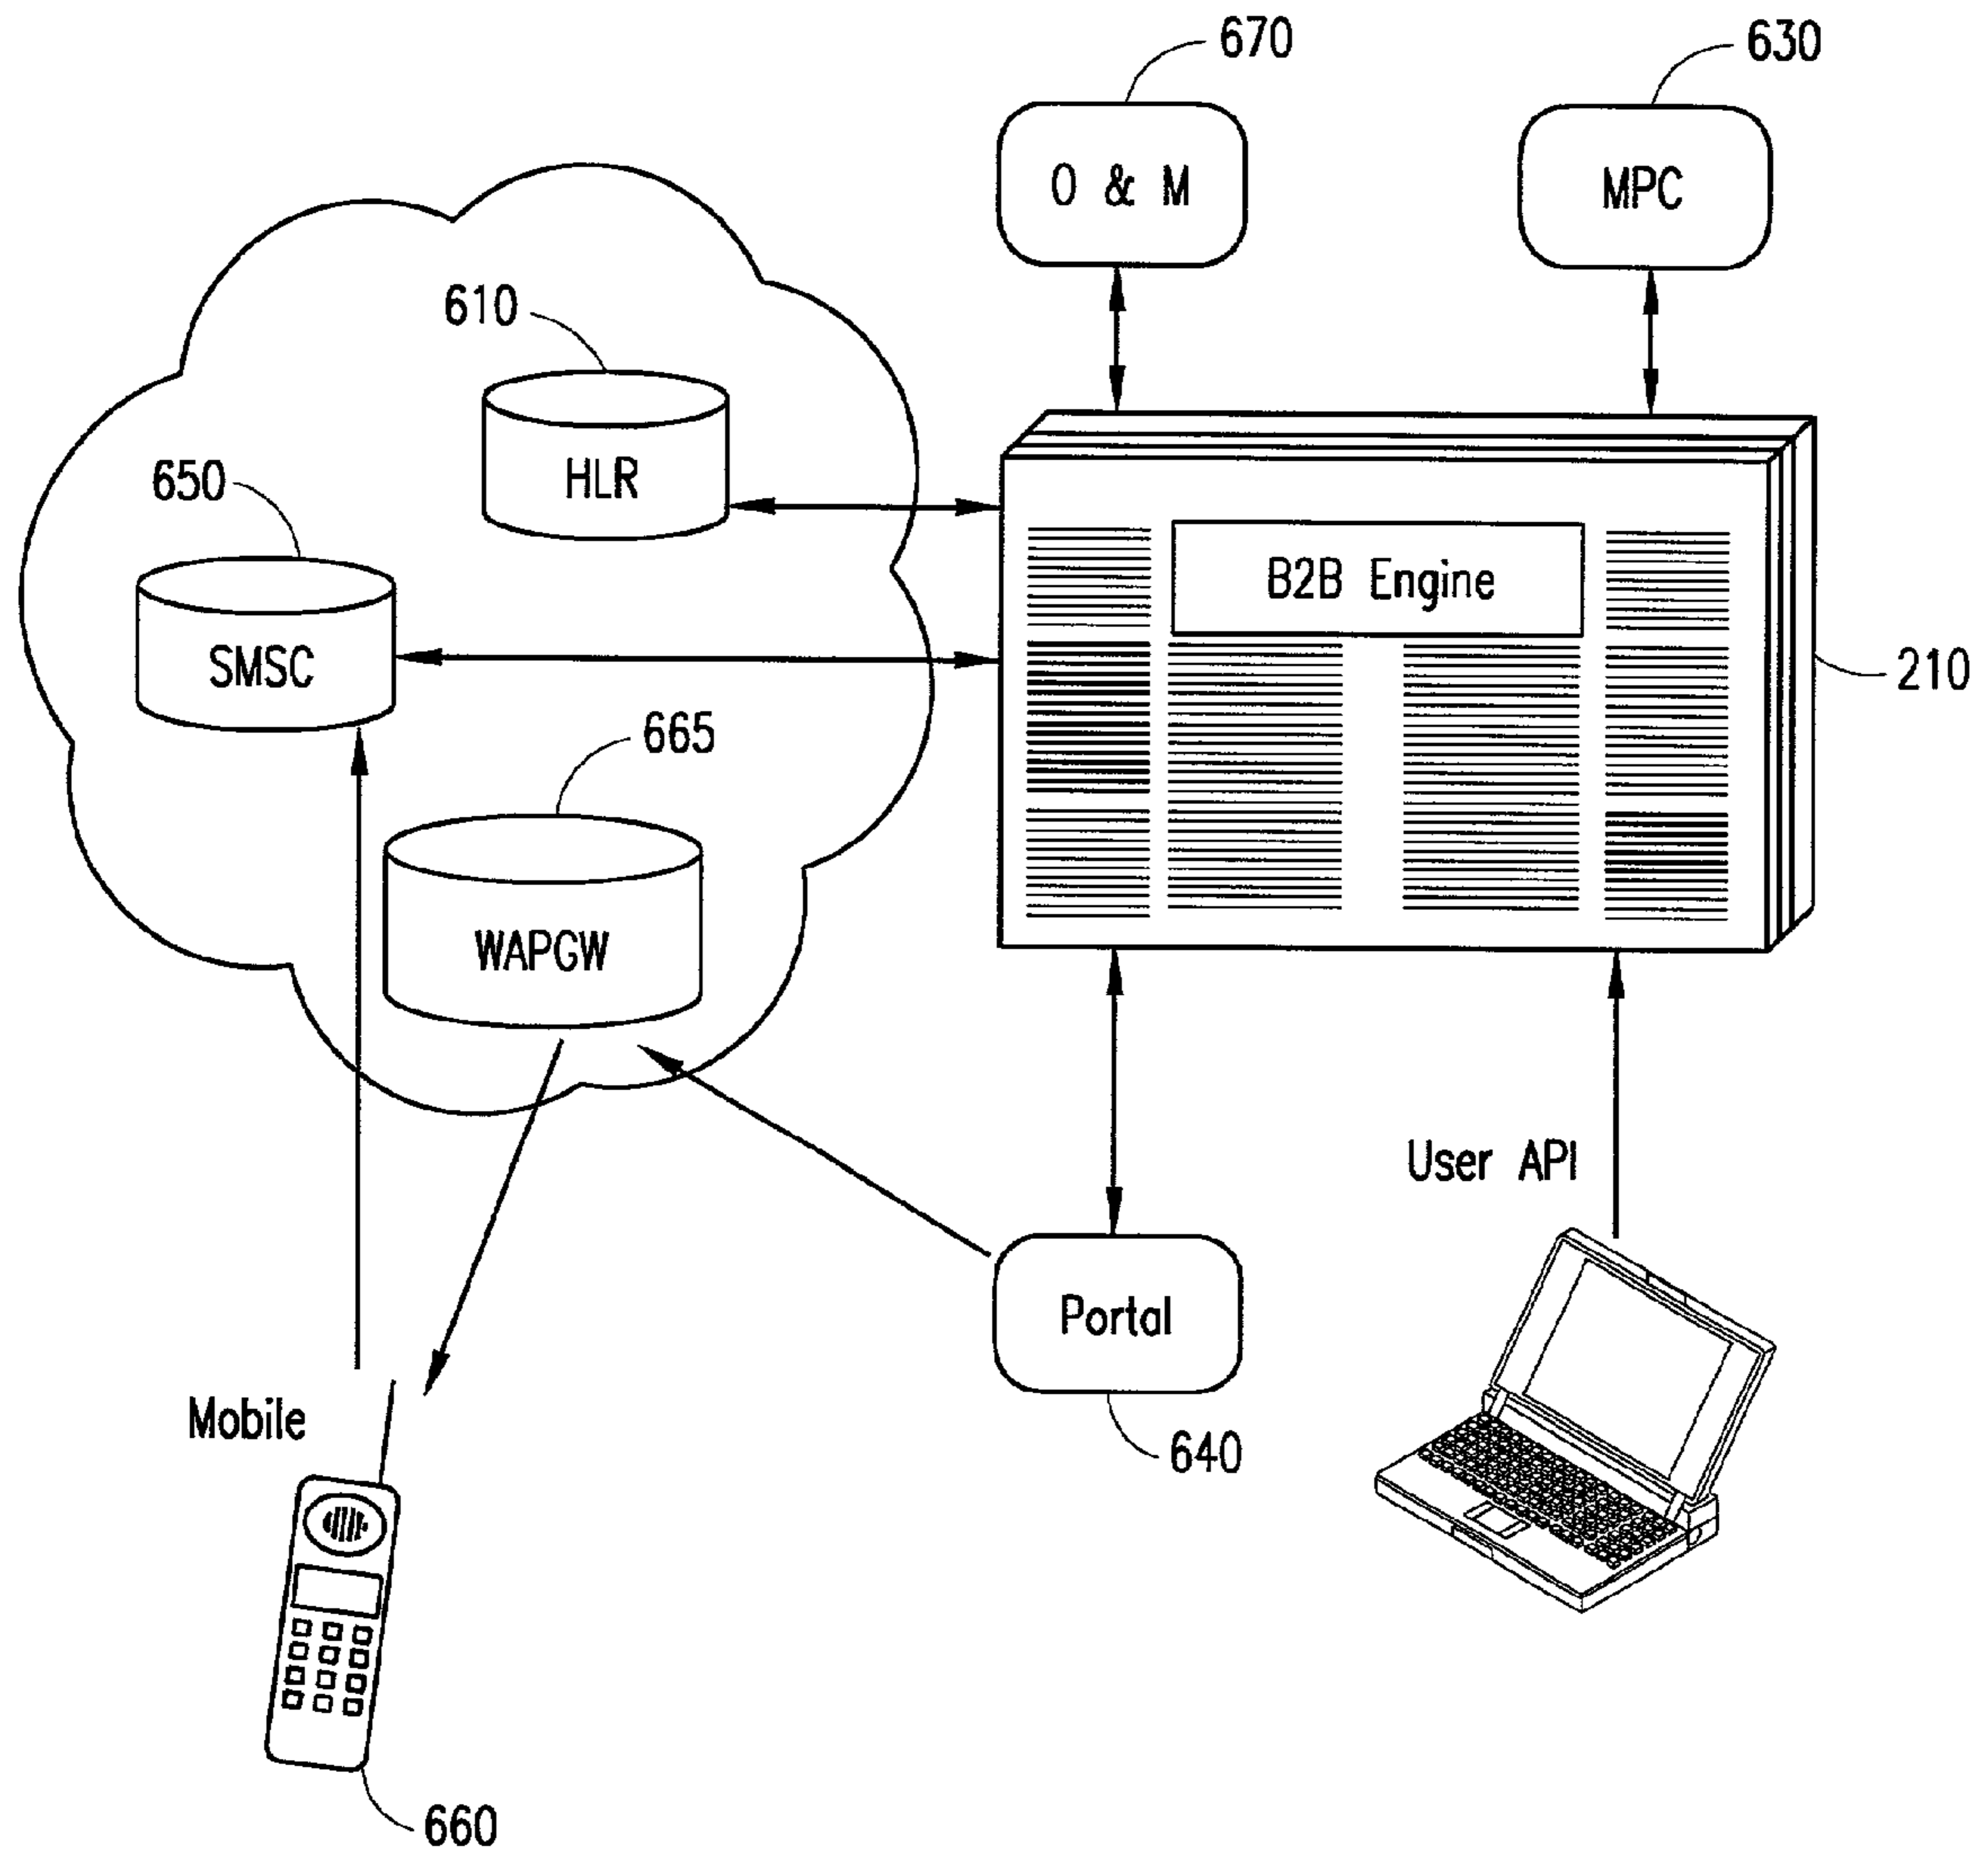 670
630
O & M
MPC
610
HLR
650
B2B Engine
SMSC
210
665
WAPGW
User API
Portal
Mobile
640
660